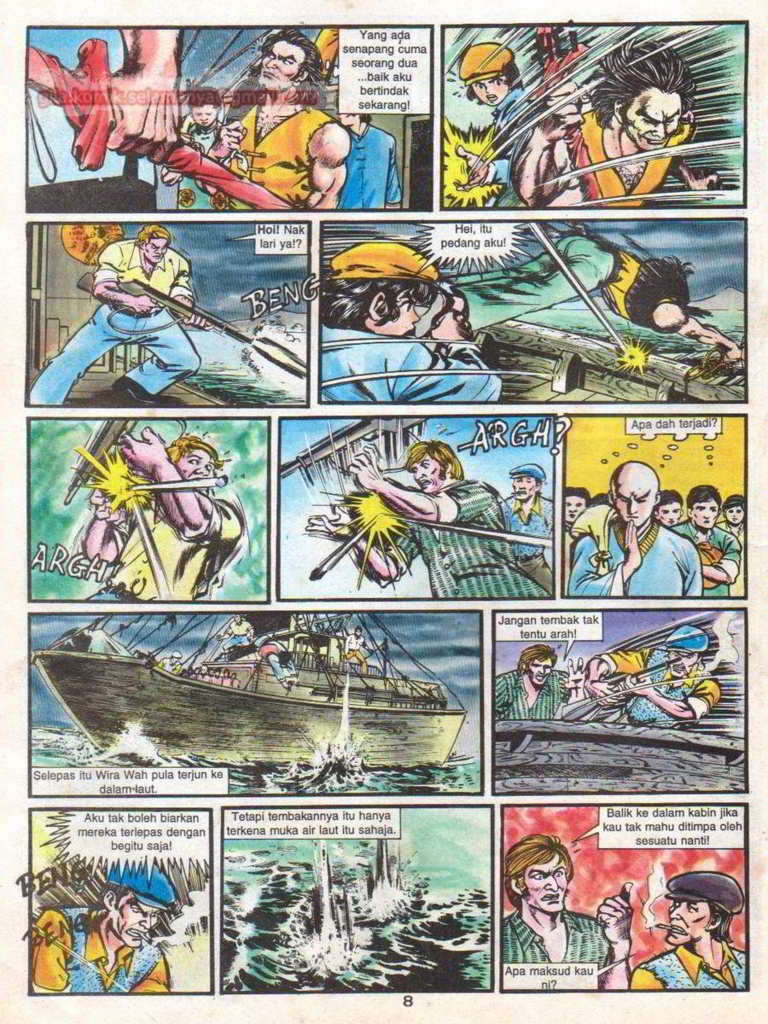 Yang ada
senapang cuma
seorang dua
...baik aku
bertindak
sekarang!
Hoi! Nak
lari ya!?
BENG
Hei, itu
pedang aku!
ARGH!
ARGH?
Apa dah terjadi?
Selepas itu Wira Wah pula terjun ke
dalam laut.
Jangan tembak tak
tentu arah!
Aku tak boleh biarkan
mereka terlepas dengan
begitu saja!
BENG
BENG
Tetapi tembakannya itu hanya
terkena muka air laut itu sahaja.
Balik ke dalam kabin jika
kau tak mahu ditimpa oleh
sesuatu nanti!
Apa maksud kau
ni?
8